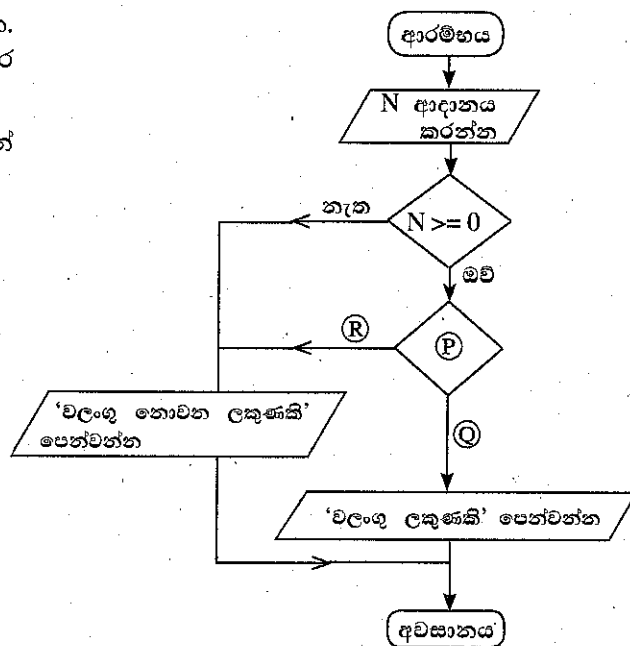 ත.
ර
න්
ආරම්භය
N ආදානය
කරන්න
N >= 0
නැත
ඔව්
P
R
Q
‘වලංගු නොවන ලකුණකි’
පෙන්වන්න
‘වලංගු ලකුණකි’ පෙන්වන්න
අවසානය